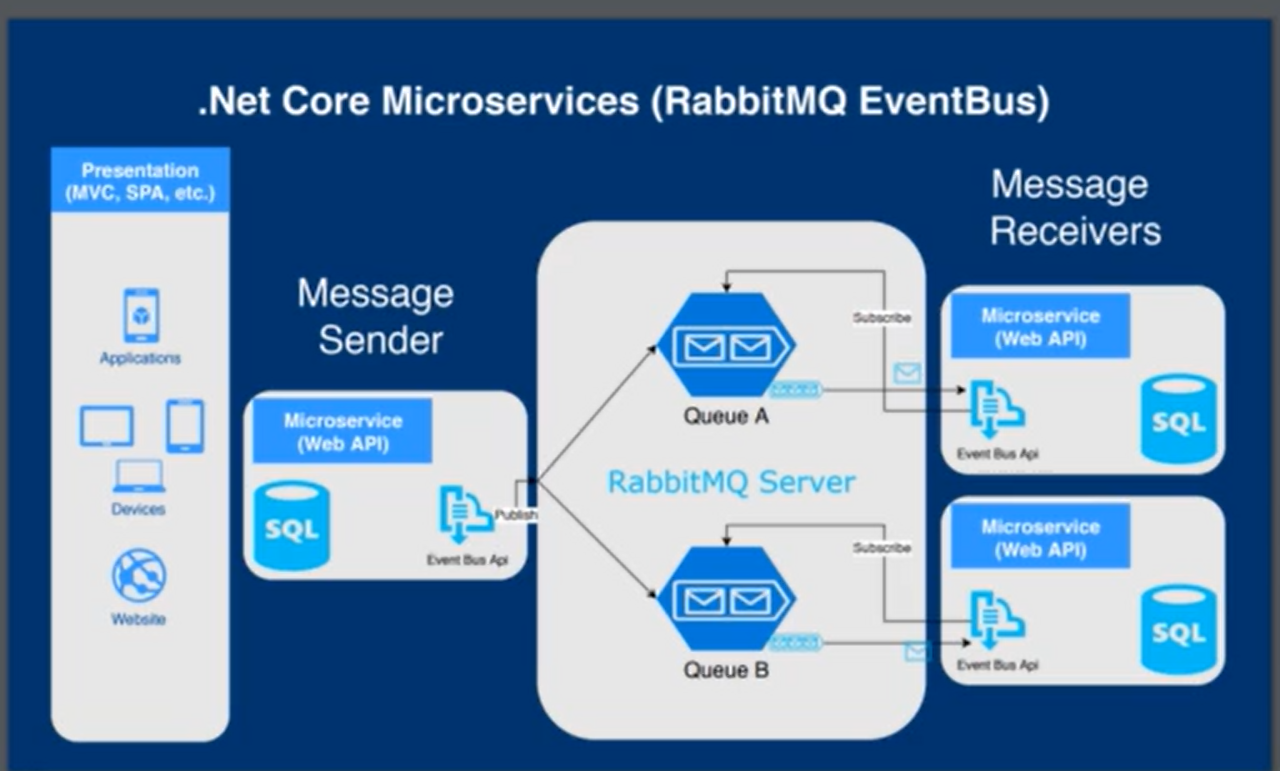 .Net Core Microservices (RabbitMQ EventBus)
Presentation
(MVC, SPA, etc.)
Applications
Devices
Website
Message
Sender
Microservice
(Web API)
SQL
Publish
Event Bus Api
Queue A
RabbitMQ Server
Queue B
Subscribe
Subscribe
Message
Receivers
Microservice
(Web API)
SQL
Event Bus Api
Microservice
(Web API)
SQL
Event Bus Api